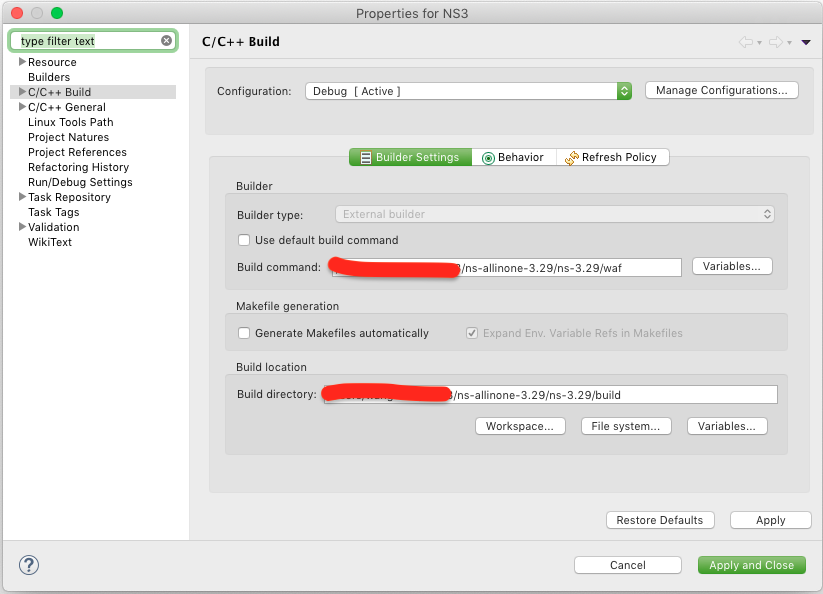 Properties for NS3
type filter text
Resource
Builders
C/C++ Build
C/C++ General
Linux Tools Path
Project Natures
Project References
Refactoring History
Run/Debug Settings
Task Repository
Task Tags
Validation
WikiText
C/C++ Build
Configuration: Debug [ Active ] Manage Configurations...
Builder Settings Behavior Refresh Policy
Builder
Builder type: External builder
Use default build command
Build command: /ns-allinone-3.29/ns-3.29/waf Variables...
Makefile generation
Generate Makefiles automatically Expand Env. Variable Refs in Makefiles
Build location
Build directory: /ns-allinone-3.29/ns-3.29/build
Workspace... File system... Variables...
Restore Defaults Apply
? Cancel Apply and Close